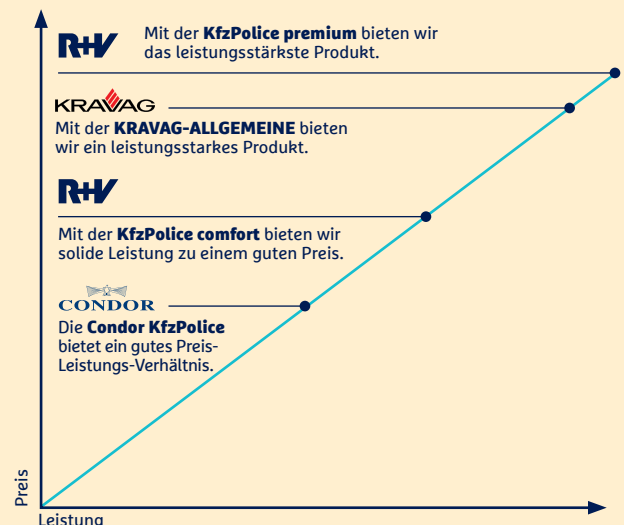 R+V
Mit der KfzPolice premium bieten wir
das leistungsstärkste Produkt.
KRAVAG
Mit der KRAVAG-ALLGEMEINE bieten
wir ein leistungsstarkes Produkt.
R+V
Mit der KfzPolice comfort bieten wir
solide Leistung zu einem guten Preis.
CONDOR
Die Condor KfzPolice
bietet ein gutes Preis-
Leistungs-Verhältnis.
Preis
Leistung